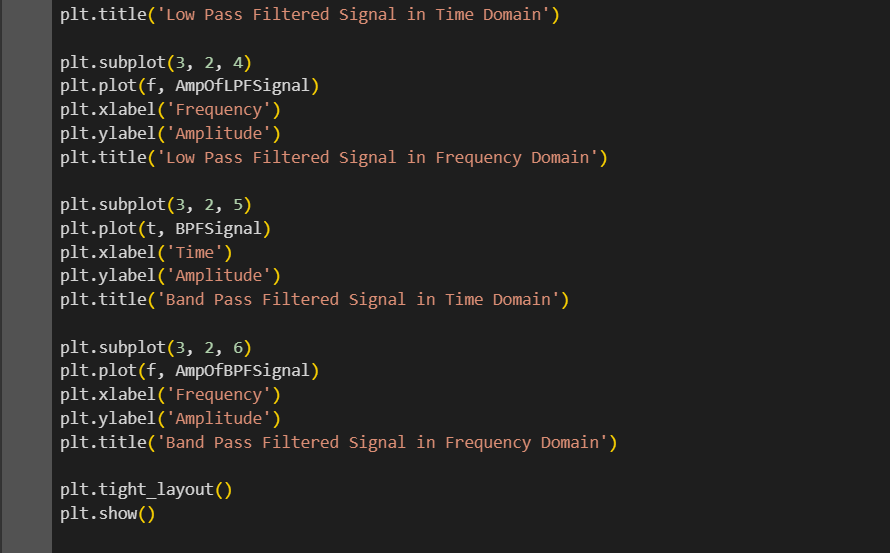 plt.title('Low Pass Filtered Signal in Time Domain')
plt.subplot(3, 2, 4)
plt.plot(f, AmpOfLPFSignal)
plt.xlabel('Frequency')
plt.ylabel('Amplitude')
plt.title('Low Pass Filtered Signal in Frequency Domain')
plt.subplot(3, 2, 5)
plt.plot(t, BPFSignal)
plt.xlabel('Time')
plt.ylabel('Amplitude')
plt.title('Band Pass Filtered Signal in Time Domain')
plt.subplot(3, 2, 6)
plt.plot(f, AmpOfBPFSignal)
plt.xlabel('Frequency')
plt.ylabel('Amplitude')
plt.title('Band Pass Filtered Signal in Frequency Domain')
plt.tight_layout()
plt.show()